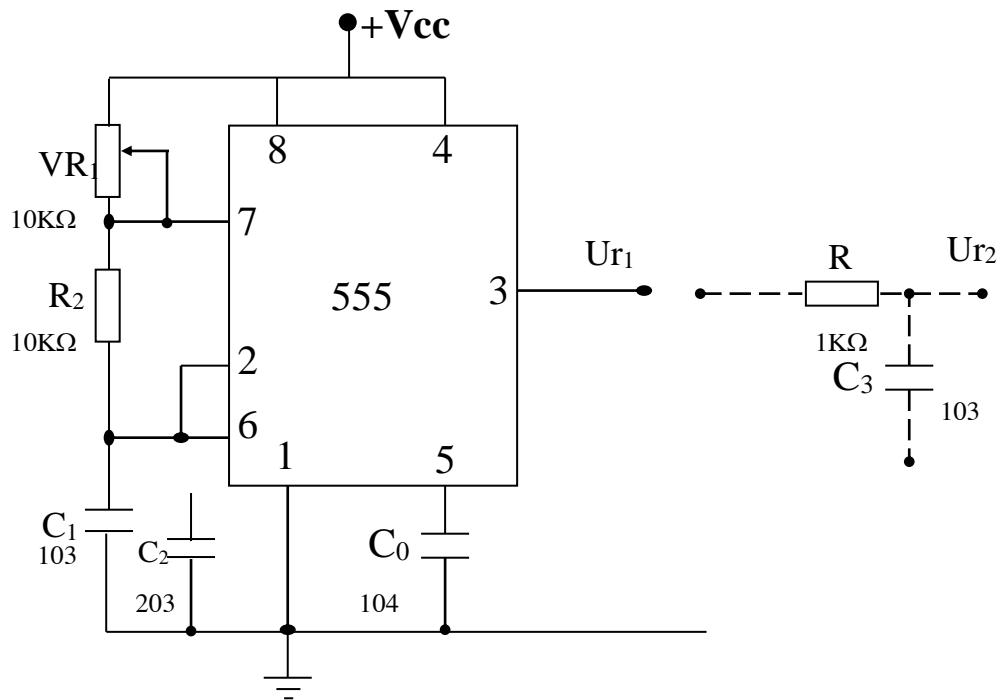 +Vcc
8 4
VR₁
10KΩ
7
R₂
10KΩ
555
3
Ur₁
R
1KΩ
Ur₂
C₃
103
2
6
1
5
C₁
103
C₂
203
C₀
104